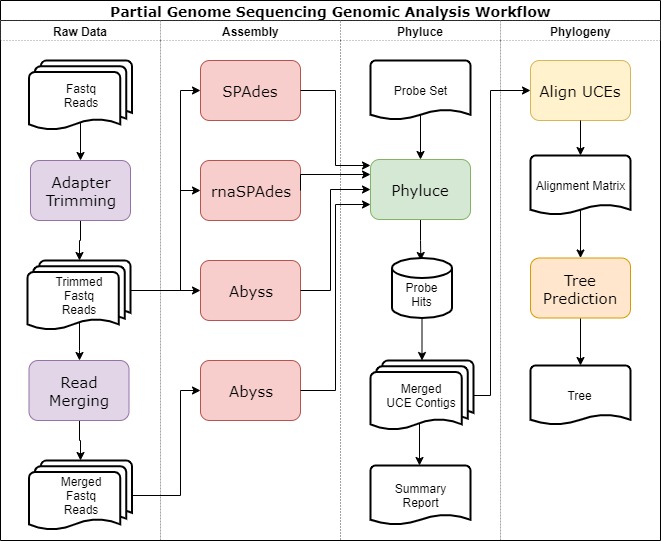 Partial Genome Sequencing Genomic Analysis Workflow
Raw Data
Assembly
Phyluce
Phylogeny
Fastq
Reads
Adapter
Trimming
Trimmed
Fastq
Reads
Read
Merging
Merged
Fastq
Reads
SPAdes
rnaSPAdes
Abyss
Abyss
Probe Set
Phyluce
Probe
Hits
Merged
UCE Contigs
Summary
Report
Align UCEs
Alignment Matrix
Tree
Prediction
Tree